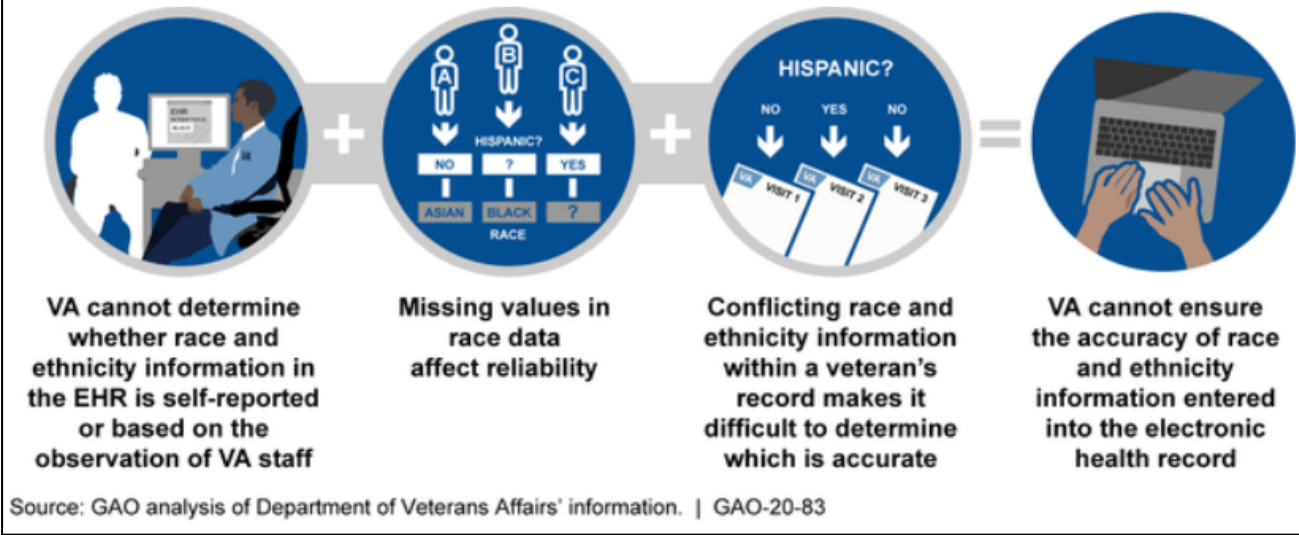 EHR
BLACK
A
B
C
HISPANIC?
NO
?
YES
ASIAN
BLACK
?
RACE
HISPANIC?
NO
YES
NO
VA
VISIT 1
VA
VISIT 2
VA
VISIT 3
VA cannot determine
whether race and
ethnicity information in
the EHR is self-reported
or based on the
observation of VA staff
Missing values in
race data
affect reliability
Conflicting race and
ethnicity information
within a veteran's
record makes it
difficult to determine
which is accurate
VA cannot ensure
the accuracy of race
and ethnicity
information entered
into the electronic
health record
Source: GAO analysis of Department of Veterans Affairs' information. | GAO-20-83